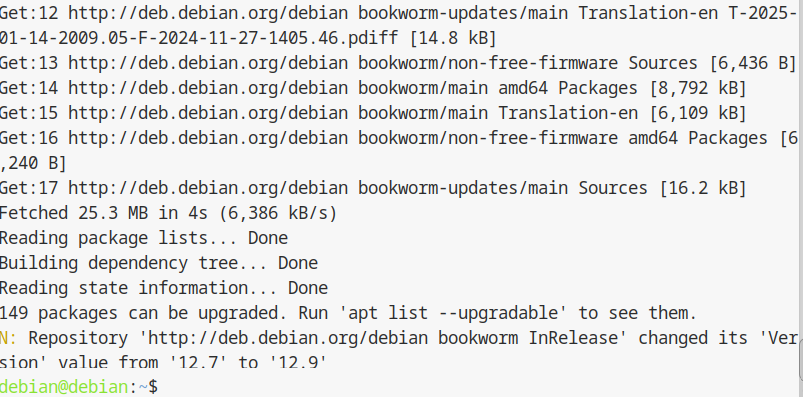 Get:12 http://deb.debian.org/debian bookworm-updates/main Translation-en T-2025-
01-14-2009.05-F-2024-11-27-1405.46.pdiff [14.8 kB]
Get:13 http://deb.debian.org/debian bookworm/non-free-firmware Sources [6,436 B]
Get:14 http://deb.debian.org/debian bookworm/main amd64 Packages [8,792 kB]
Get:15 http://deb.debian.org/debian bookworm/main Translation-en [6,109 kB]
Get:16 http://deb.debian.org/debian bookworm/non-free-firmware amd64 Packages [6
,240 B]
Get:17 http://deb.debian.org/debian bookworm-updates/main Sources [16.2 kB]
Fetched 25.3 MB in 4s (6,386 kB/s)
Reading package lists... Done
Building dependency tree... Done
Reading state information... Done
149 packages can be upgraded. Run 'apt list --upgradable' to see them.
N: Repository 'http://deb.debian.org/debian bookworm InRelease' changed its 'Ver
sion' value from '12.7' to '12.9'
debian@debian:~$